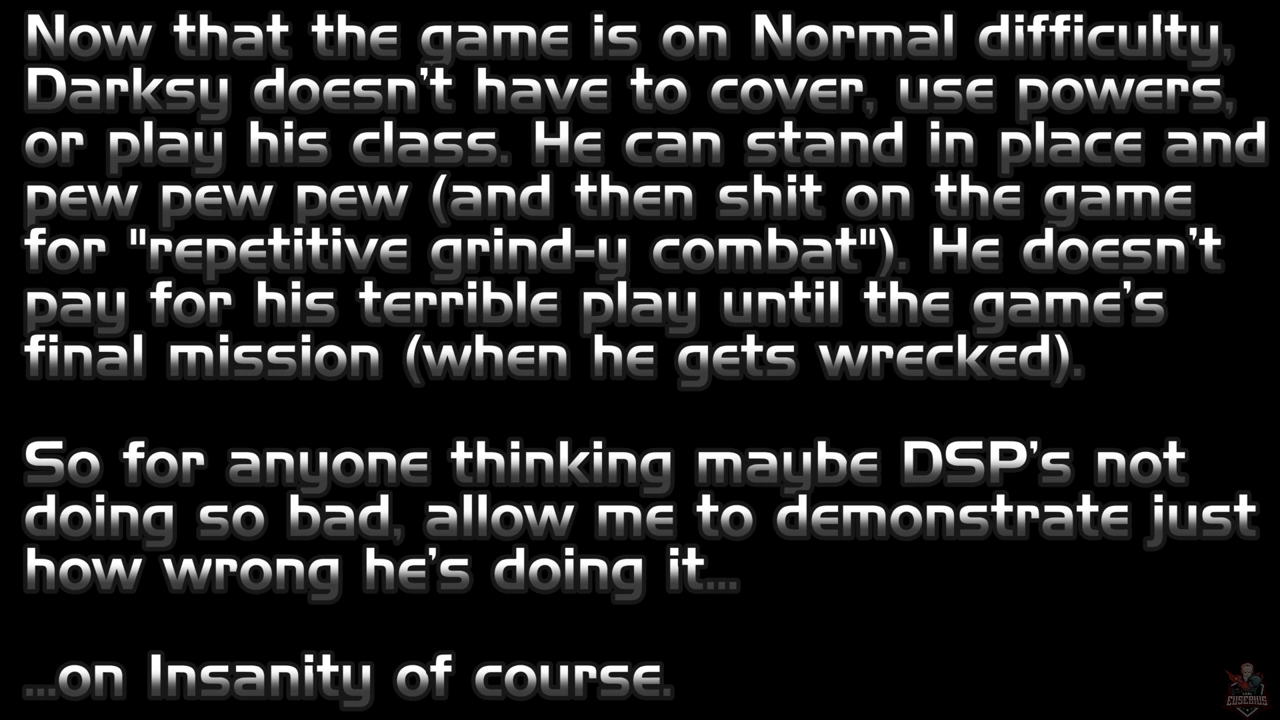 Now that the game is on Normal difficulty,
Darksy doesn't have to cover, use powers,
or play his class. He can stand in place and
pew pew pew (and then shit on the game
for "repetitive grind-y combat"). He doesn't
pay for his terrible play until the game's
final mission (when he gets wrecked).
So for anyone thinking maybe DSP's not
doing so bad, allow me to demonstrate just
how wrong he's doing it...
...on Insanity of course.
EUSEBIUS